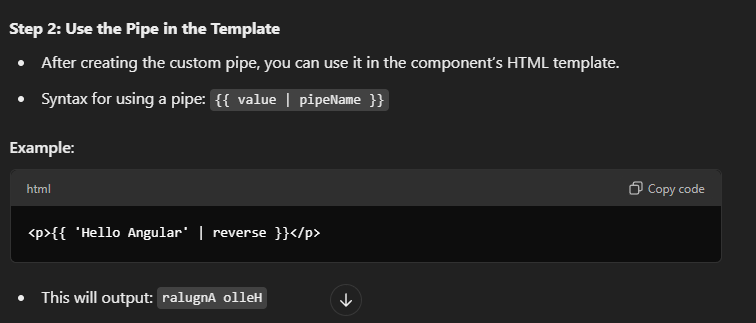 Step 2: Use the Pipe in the Template
• After creating the custom pipe, you can use it in the component's HTML template.
• Syntax for using a pipe: {{ value | pipeName }}
Example:
html Copy code
<p>{{ 'Hello Angular' | reverse }}</p>
• This will output: ralugnA olleH